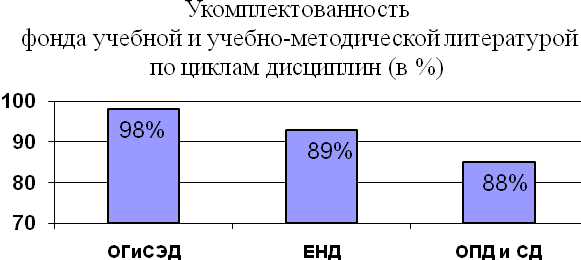 Укомплектованность
фонда учебной и учебно-методической литературой
по циклам дисциплин (в %)
100
90
80
70
98%
89%
88%
ОГиСЭД
ЕНД
ОПД и СД